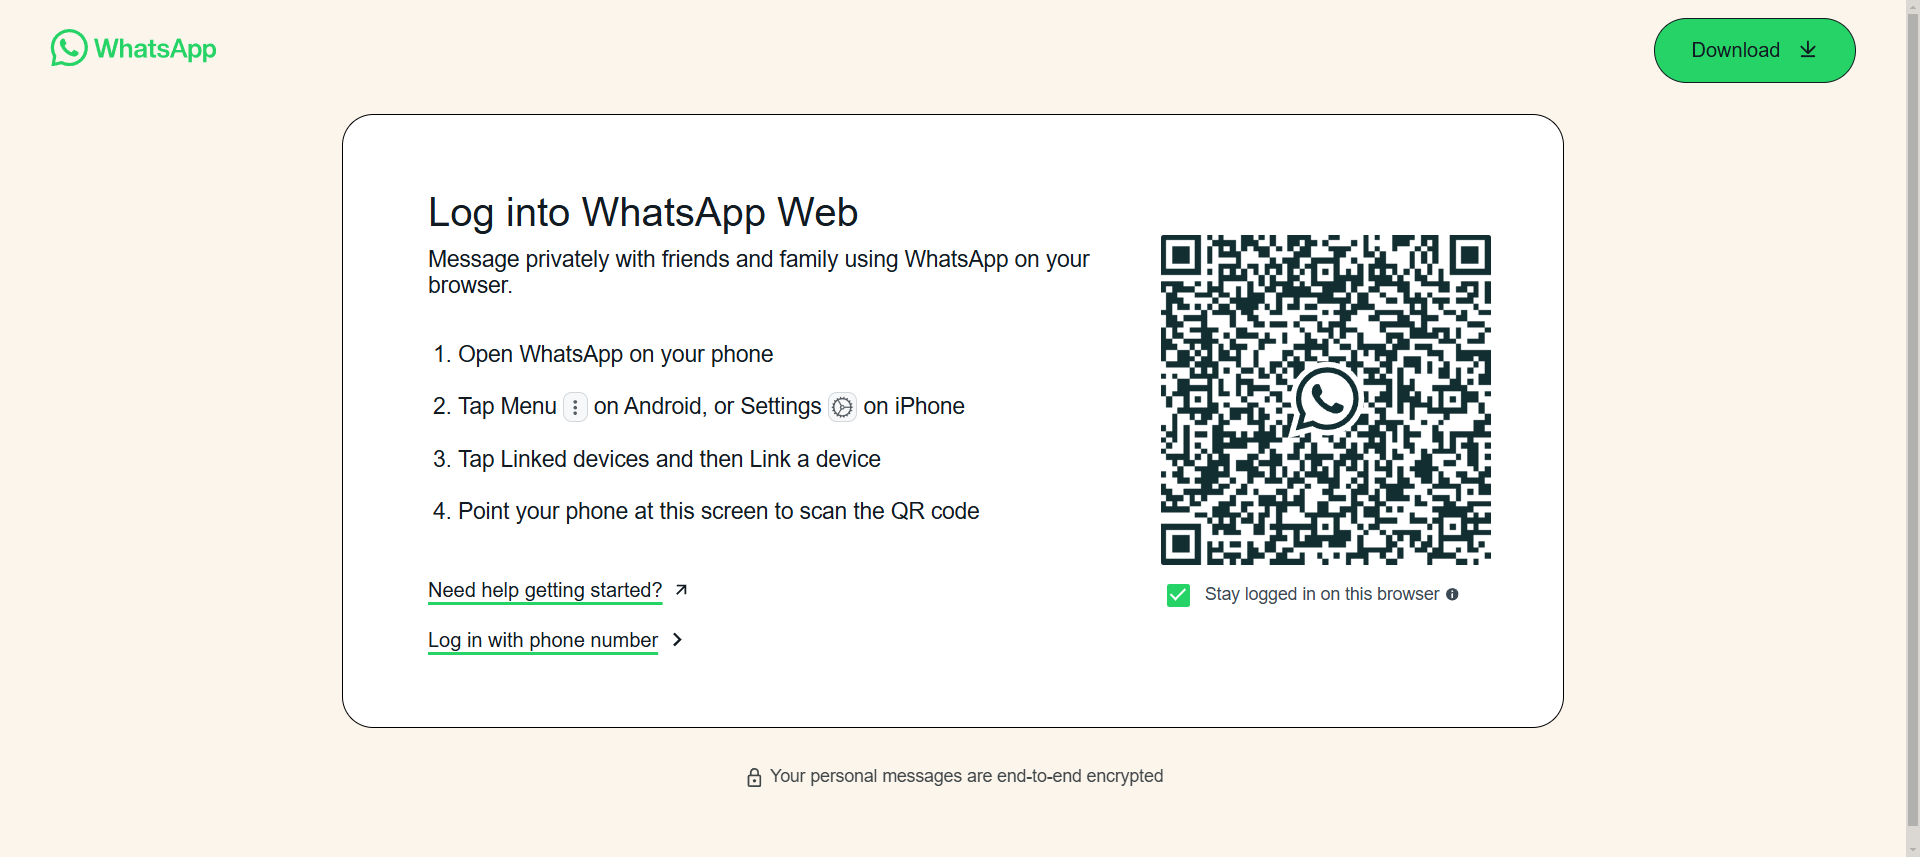 WhatsApp
Download
Log into WhatsApp Web
Message privately with friends and family using WhatsApp on your
browser.
1. Open WhatsApp on your phone
2. Tap Menu on Android, or Settings on iPhone
3. Tap Linked devices and then Link a device
4. Point your phone at this screen to scan the QR code
Need help getting started?
Log in with phone number
Stay logged in on this browser
Your personal messages are end-to-end encrypted